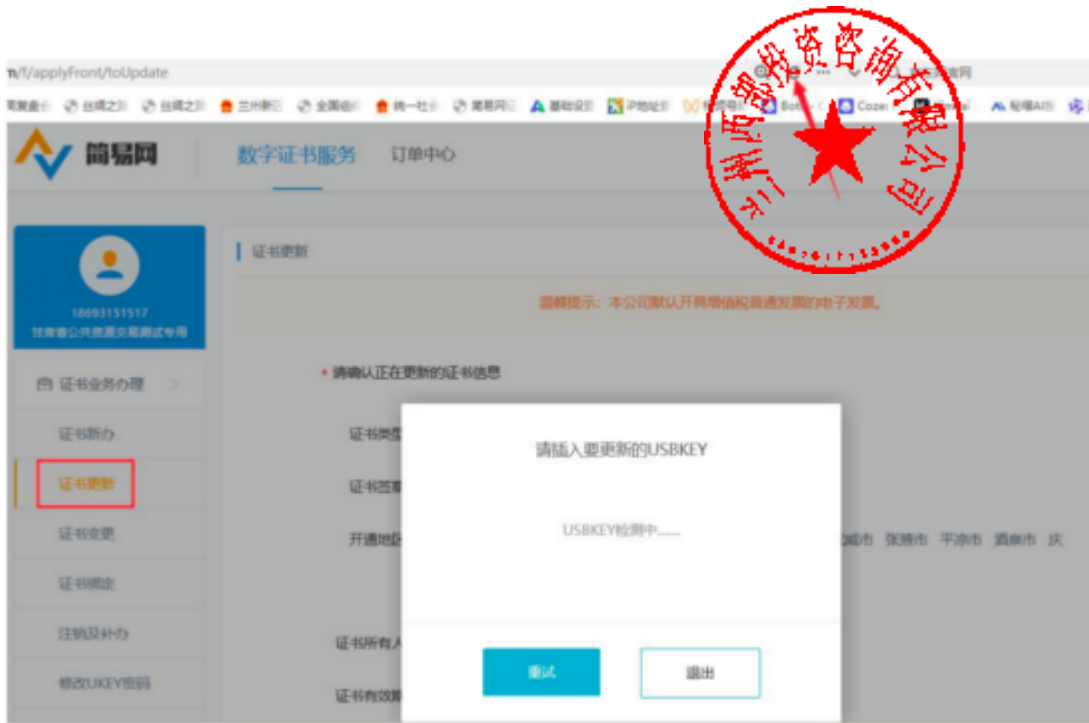 /f/applyFront/toUpdate
简易网 数字证书服务 订单中心
证书更新
温馨提示：本公司默认开具增值税普通发票的电子发票。
18693151517
甘肃省公共资源交易测试专用
* 请确认正在更新的证书信息
证书业务办理
证书新办
证书类型
请插入要更新的USBKEY
证书更新
证书签章
USBKEY检测中......
证书变更
开通地区
威市 张掖市 平凉市 酒泉市 庆
证书绑定
注销及补办
证书所有人
重试 退出
修改UKEY密码
证书有效期
投资咨询有限公司